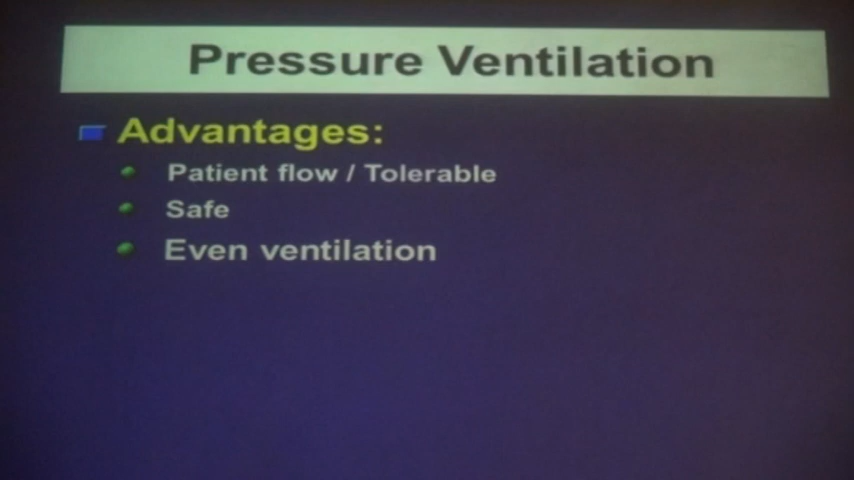 Pressure Ventilation
Advantages:
Patient flow / Tolerable
Safe
Even ventilation